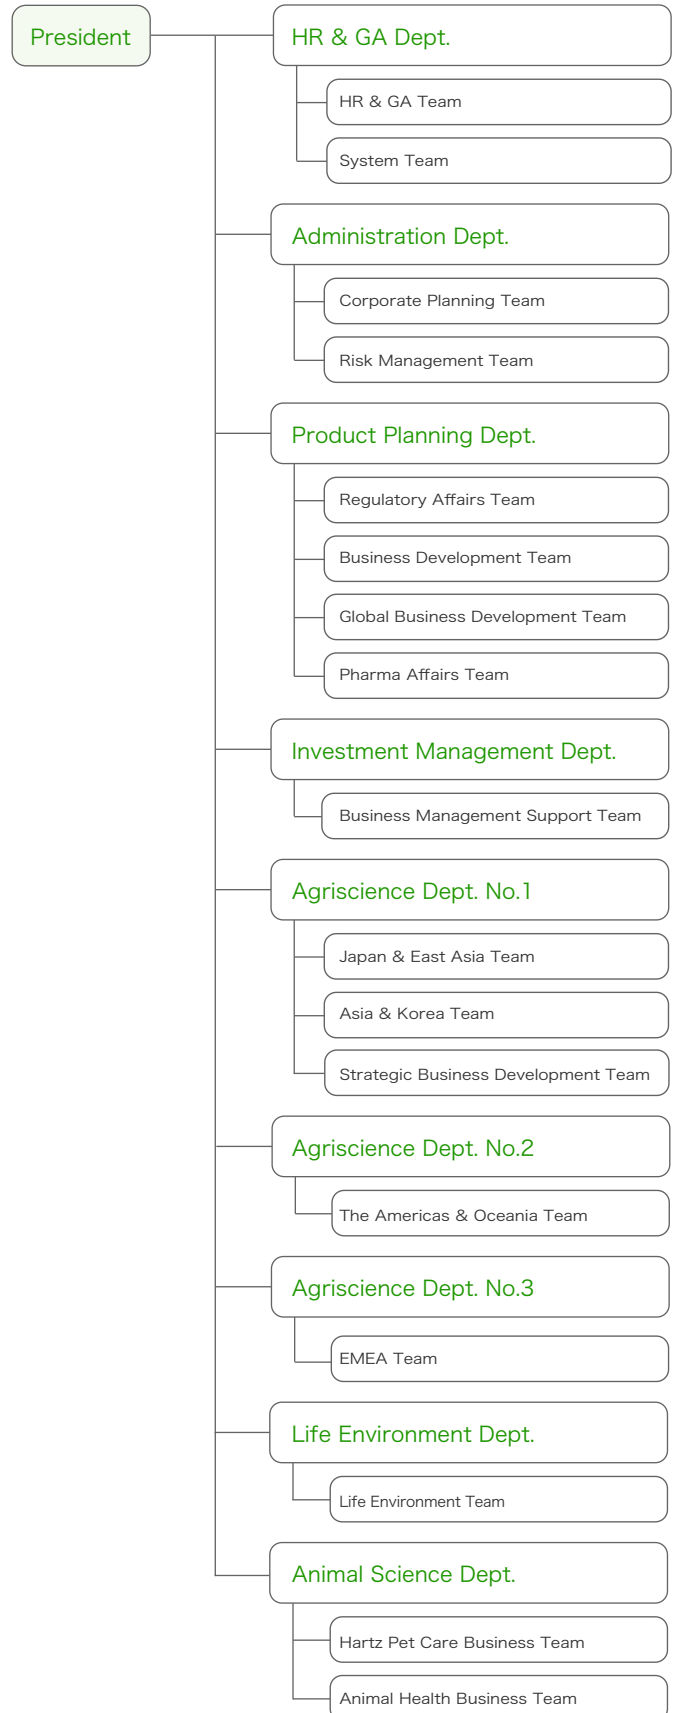 President
HR & GA Dept.
HR & GA Team
System Team
Administration Dept.
Corporate Planning Team
Risk Management Team
Product Planning Dept.
Regulatory Affairs Team
Business Development Team
Global Business Development Team
Pharma Affairs Team
Investment Management Dept.
Business Management Support Team
Agriscience Dept. No.1
Japan & East Asia Team
Asia & Korea Team
Strategic Business Development Team
Agriscience Dept. No.2
The Americas & Oceania Team
Agriscience Dept. No.3
EMEA Team
Life Environment Dept.
Life Environment Team
Animal Science Dept.
Hartz Pet Care Business Team
Animal Health Business Team